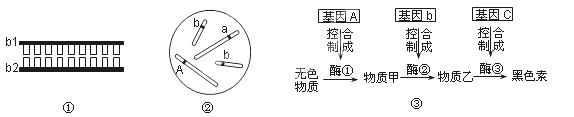 b1
b2
①
b
a
A
b
②
基因A 基因b 基因C
控制 合成 控制 合成 控制 合成
无色物质 酶① 物质甲 酶② 物质乙 酶③ 黑色素
③